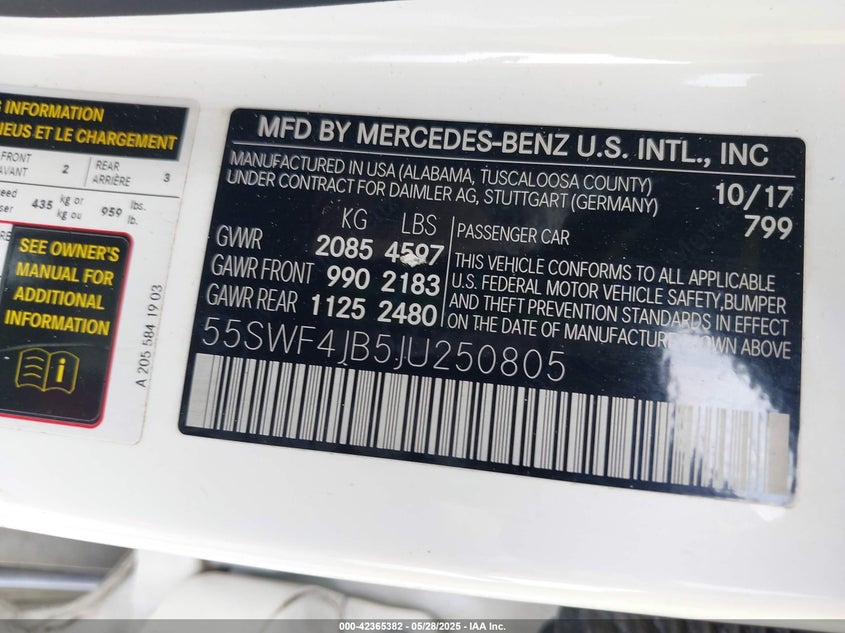 G INFORMATION
NEUS ET LE CHARGEMENT
FRONT
AVANT 2 REAR
ARRIÈRE 3
435 kg or
kg ou 959 lbs.
lb.
SEE OWNER'S
MANUAL FOR
ADDITIONAL
INFORMATION
A 205 584 19 03
MFD BY MERCEDES-BENZ U.S. INTL., INC
MANUFACTURED IN USA (ALABAMA, TUSCALOOSA COUNTY)
UNDER CONTRACT FOR DAIMLER AG, STUTTGART (GERMANY)
10/17
799
KG LBS
GWR 2085 4597
GAWR FRONT 990 2183
GAWR REAR 1125 2480
PASSENGER CAR
THIS VEHICLE CONFORMS TO ALL APPLICABLE
U.S. FEDERAL MOTOR VEHICLE SAFETY, BUMPER
AND THEFT PREVENTION STANDARDS IN EFFECT
ON THE DATE OF MANUFACTURE SHOWN ABOVE
55SWF4JB5JU250805
000-42365382 - 05/28/2025 - IAA Inc.